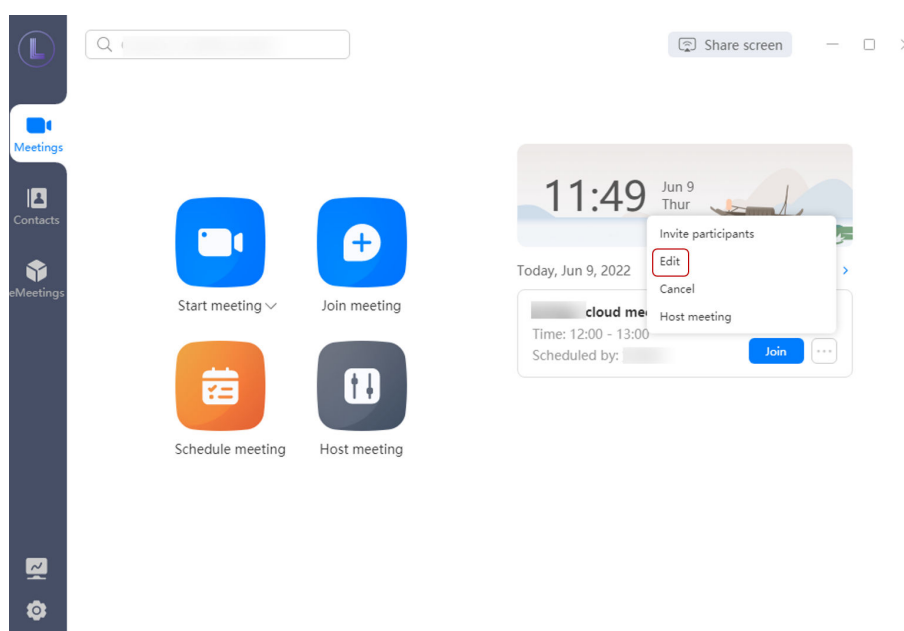 L
Share screen
Meetings
Contacts
eMeetings
Start meeting
Join meeting
Schedule meeting
Host meeting
11:49
Jun 9
Thur
Today, Jun 9, 2022
Invite participants
Edit
Cancel
Host meeting
cloud me
Time: 12:00 - 13:00
Scheduled by:
Join